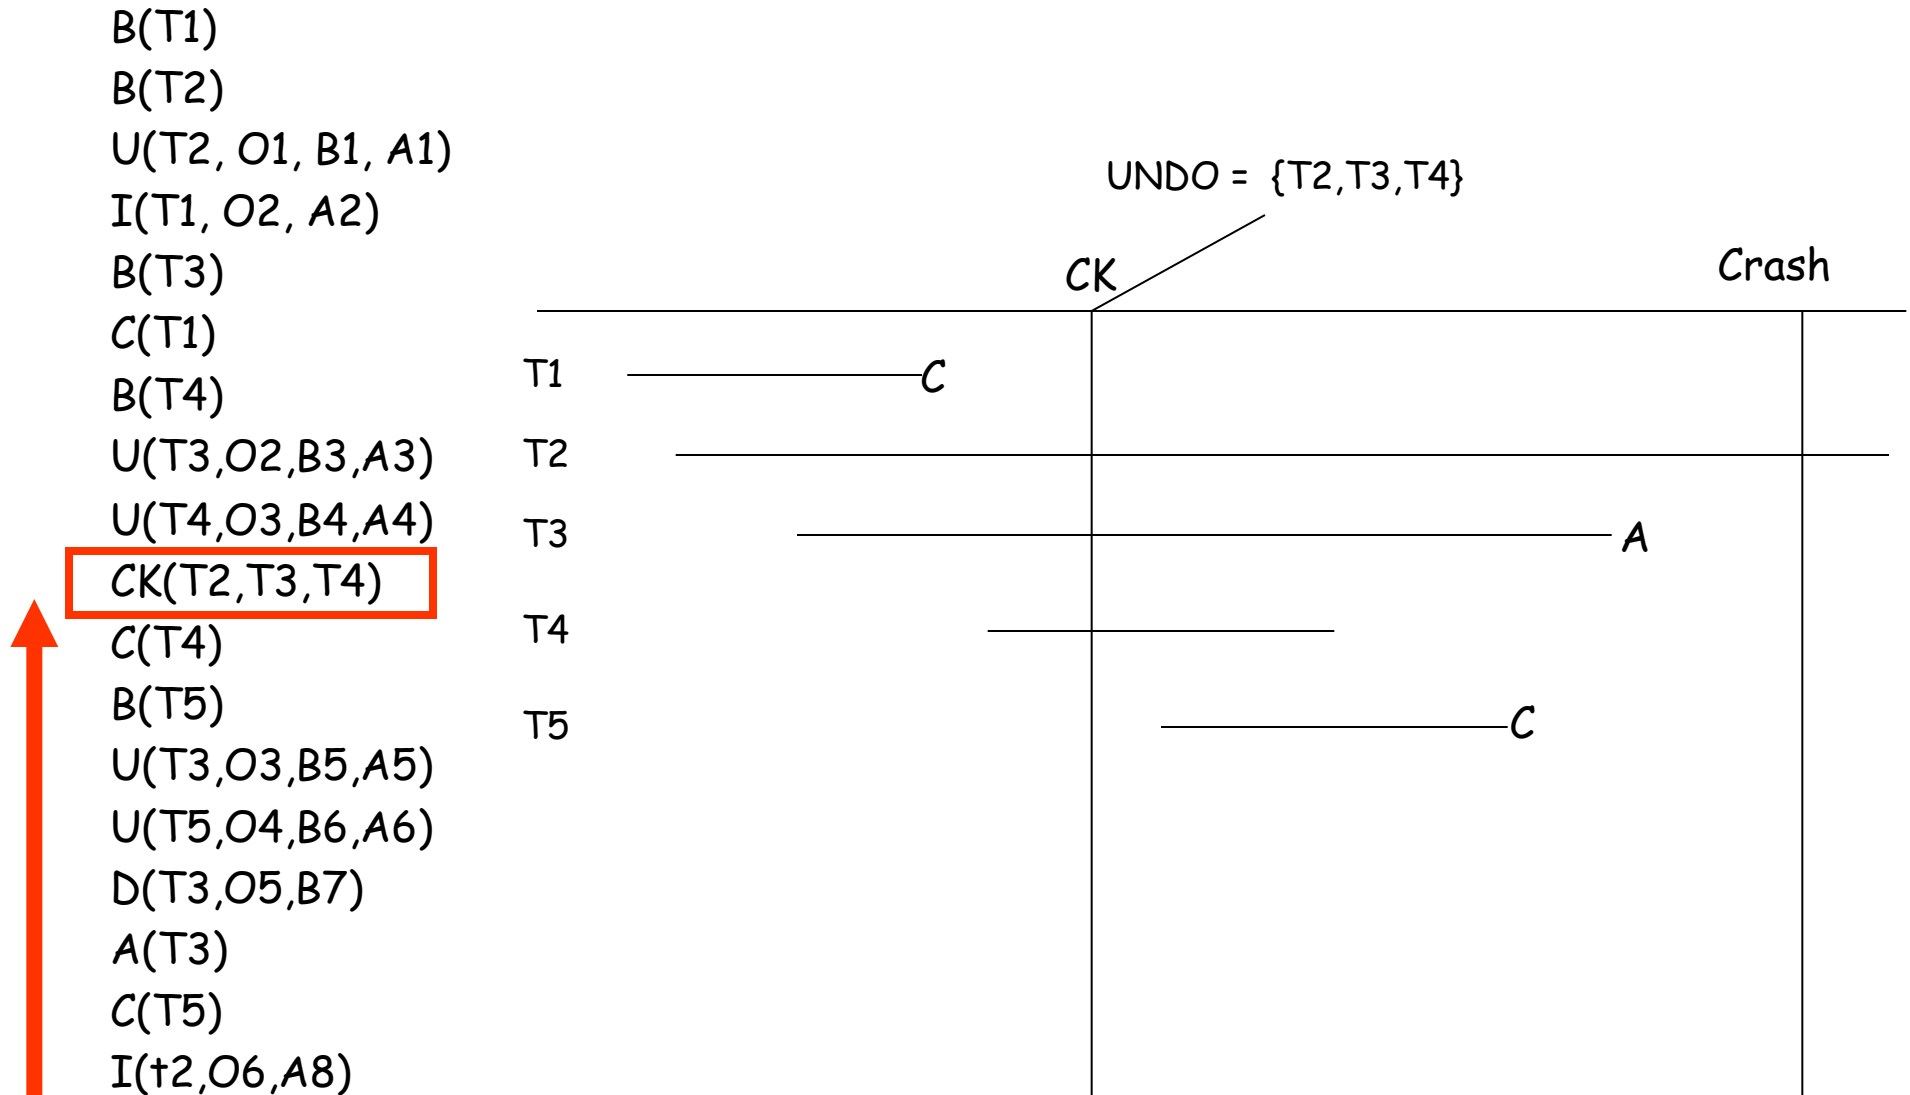 B(T1)
B(T2)
U(T2, O1, B1, A1)
I(T1, O2, A2)
B(T3)
C(T1)
B(T4)
U(T3,O2,B3,A3)
U(T4,O3,B4,A4)
CK(T2,T3,T4)
C(T4)
B(T5)
U(T3,O3,B5,A5)
U(T5,O4,B6,A6)
D(T3,O5,B7)
A(T3)
C(T5)
I(t2,O6,A8)
UNDO = {T2,T3,T4}
CK
Crash
T1
C
T2
T3
A
T4
T5
C